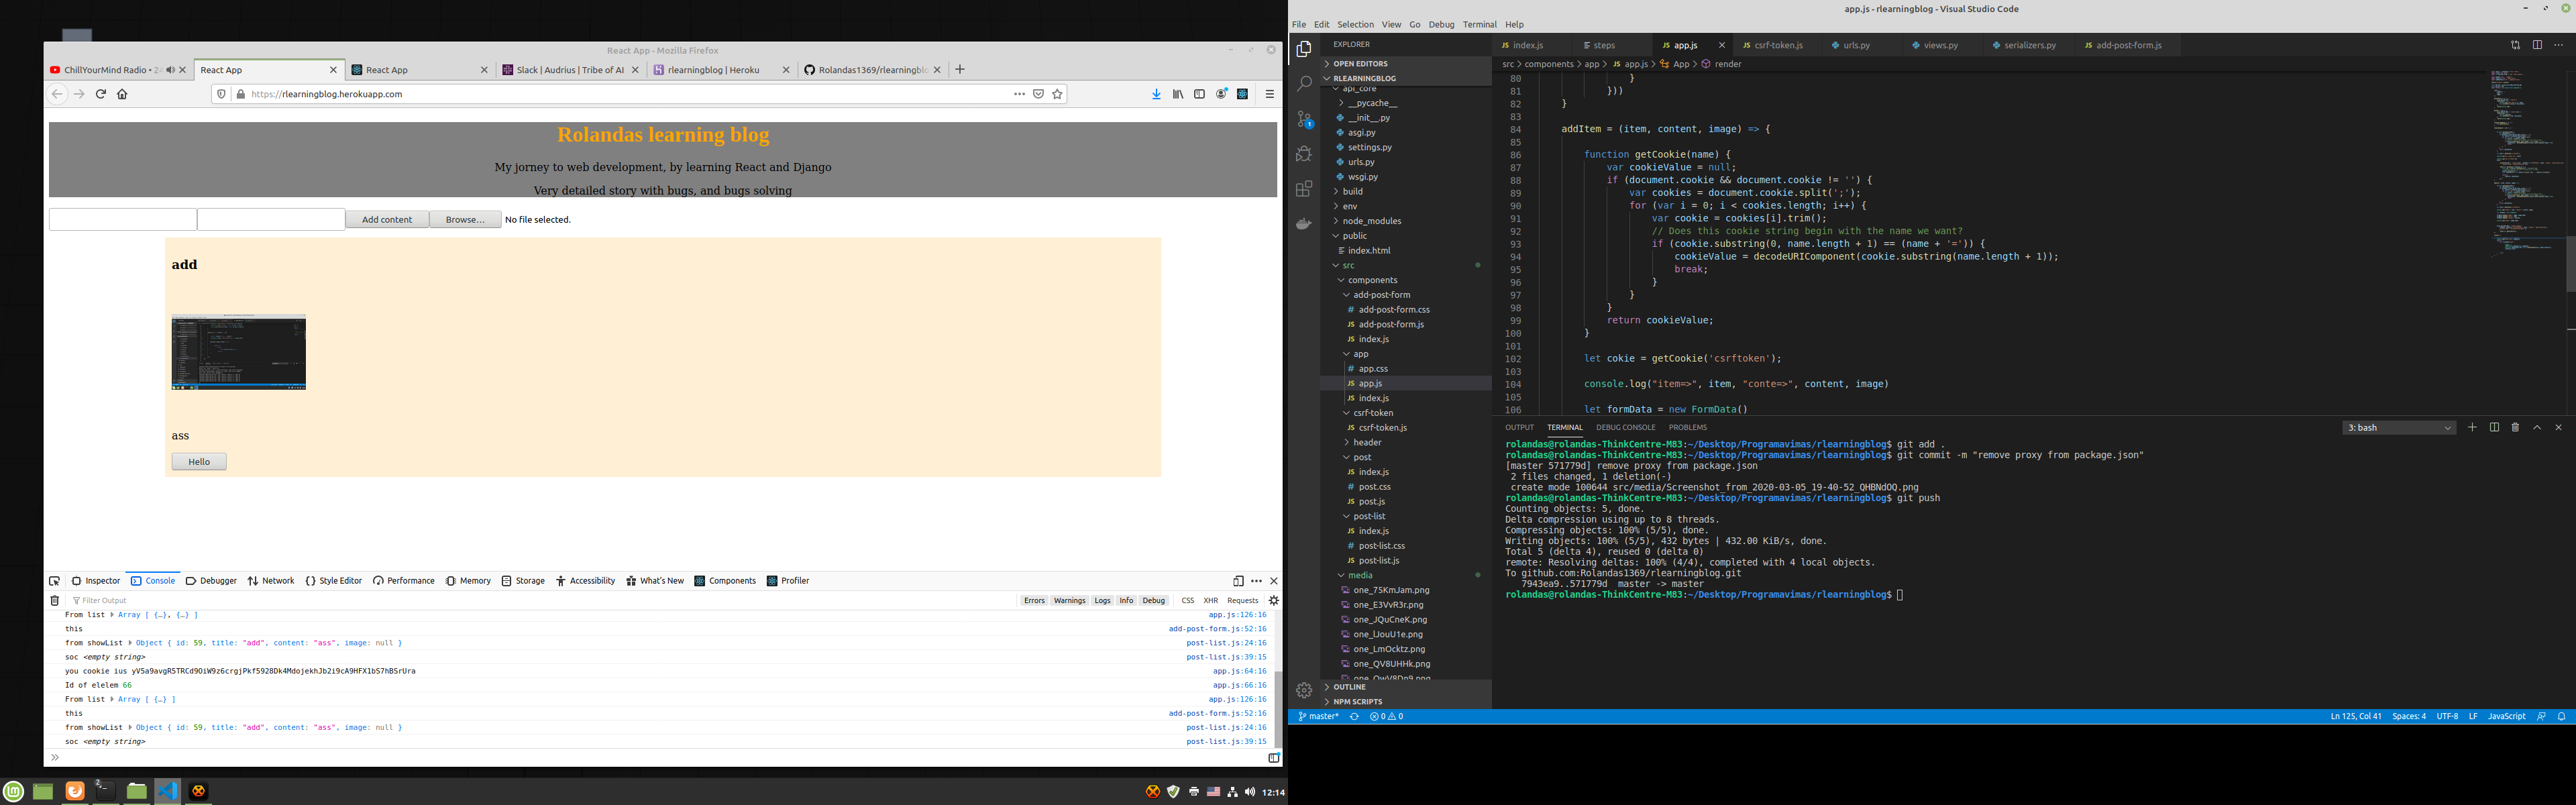 React App - Mozilla Firefox
ChillYourMind Radio • 24
React App
React App
Slack | Audrius | Tribe of AI
rlearningblog | Heroku
Rolandas1369/rlearningblo
https://rlearningblog.herokuapp.com
Rolandas learning blog
My jorney to web development, by learning React and Django
Very detailed story with bugs, and bugs solving
Add content
Browse...
No file selected.
add
ass
Hello
Inspector
Console
Debugger
Network
Style Editor
Performance
Memory
Storage
Accessibility
What's New
Components
Profiler
Filter Output
Errors
Warnings
Logs
Info
Debug
CSS
XHR
Requests
From list Array [ {…}, {…} ] app.js:126:16
this add-post-form.js:52:16
from showList Object { id: 59, title: "add", content: "ass", image: null } post-list.js:24:16
soc <empty string> post-list.js:39:15
you cookie ius yV5a9avgR5TRCd9OiW9z6crgjPkf5928Dk4MdojekhJb2i9cA9HFX1bS7hBSrUra app.js:64:16
Id of elelem 66 app.js:66:16
From list Array [ {…} ] app.js:126:16
this add-post-form.js:52:16
from showList Object { id: 59, title: "add", content: "ass", image: null } post-list.js:24:16
soc <empty string> post-list.js:39:15
2
12:14
app.js - rlearningblog - Visual Studio Code
File Edit Selection View Go Debug Terminal Help
EXPLORER
OPEN EDITORS
RLEARNINGBLOG
api_core
__pycache__
__init__.py
asgi.py
settings.py
urls.py
wsgi.py
build
env
node_modules
public
index.html
src
components
add-post-form
add-post-form.css
add-post-form.js
index.js
app
app.css
app.js
index.js
csrf-token
csrf-token.js
header
post
index.js
post.css
post.js
post-list
index.js
post-list.css
post-list.js
media
one_75KmJam.png
one_E3VvR3r.png
one_JQuCneK.png
one_lJouU1e.png
one_LmOcktz.png
one_QV8UHHk.png
one_QwV8Dn9.png
OUTLINE
NPM SCRIPTS
index.js
steps
app.js
csrf-token.js
urls.py
views.py
serializers.py
add-post-form.js
src > components > app > app.js > App > render
80 }
81 }))
82 }
83
84 addItem = (item, content, image) => {
85
86 function getCookie(name) {
87 var cookieValue = null;
88 if (document.cookie && document.cookie != '') {
89 var cookies = document.cookie.split(';');
90 for (var i = 0; i < cookies.length; i++) {
91 var cookie = cookies[i].trim();
92 // Does this cookie string begin with the name we want?
93 if (cookie.substring(0, name.length + 1) == (name + '=')) {
94 cookieValue = decodeURIComponent(cookie.substring(name.length + 1));
95 break;
96 }
97 }
98 }
99 return cookieValue;
100 }
101
102 let cokie = getCookie('csrftoken');
103
104 console.log("item=>", item, "conte=>", content, image)
105
106 let formData = new FormData()
OUTPUT TERMINAL DEBUG CONSOLE PROBLEMS
3: bash
rolandas@rolandas-ThinkCentre-M83:~/Desktop/Programavimas/rlearningblog$ git add .
rolandas@rolandas-ThinkCentre-M83:~/Desktop/Programavimas/rlearningblog$ git commit -m "remove proxy from package.json"
[master 571779d] remove proxy from package.json
2 files changed, 1 deletion(-)
create mode 100644 src/media/Screenshot_from_2020-03-05_19-40-52_QHBNdOQ.png
rolandas@rolandas-ThinkCentre-M83:~/Desktop/Programavimas/rlearningblog$ git push
Counting objects: 5, done.
Delta compression using up to 8 threads.
Compressing objects: 100% (5/5), done.
Writing objects: 100% (5/5), 432 bytes | 432.00 KiB/s, done.
Total 5 (delta 4), reused 0 (delta 0)
remote: Resolving deltas: 100% (4/4), completed with 4 local objects.
To github.com:Rolandas1369/rlearningblog.git
7943ea9..571779d master -> master
rolandas@rolandas-ThinkCentre-M83:~/Desktop/Programavimas/rlearningblog$
master*
0
0
Ln 125, Col 41
Spaces: 4
UTF-8
LF
JavaScript